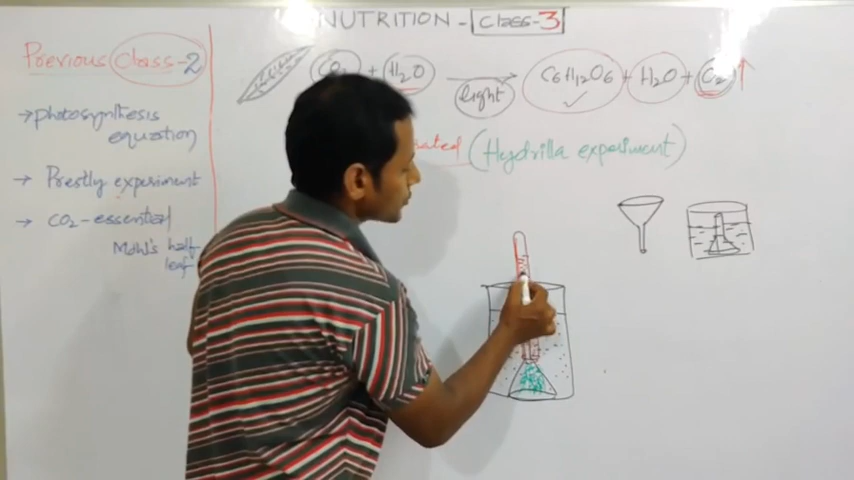 NUTRITION - Class-3
Previous Class-2
→photosynthesis
equation
→ Prestly experiment
→ CO2-essential
Mohl's half
leaf
CO2 + H2O light → C6H12O6 + H2O + O2↑
(Hydrilla experiment)